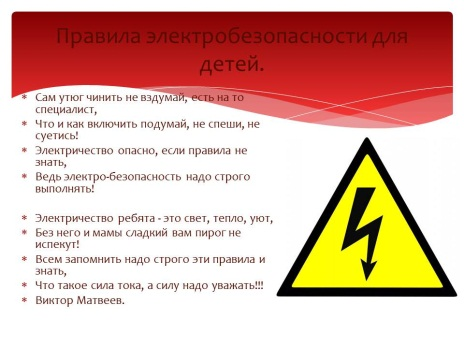 Правила электробезопасности для
детей.
Сам утюг чинить не вздумай, есть на то
специалист,
Что и как включить подумай, не спеши, не
суетись!
Электричество опасно, если правила не
знать,
Ведь электро-безопасность надо строго
выполнять!
Электричество ребята - это свет, тепло, уют,
Без него и мамы сладкий вам пирог не
испекут!
Всем запомнить надо строго эти правила и
знать,
Что такое сила тока, а силу надо уважать!!!
Виктор Матвеев.